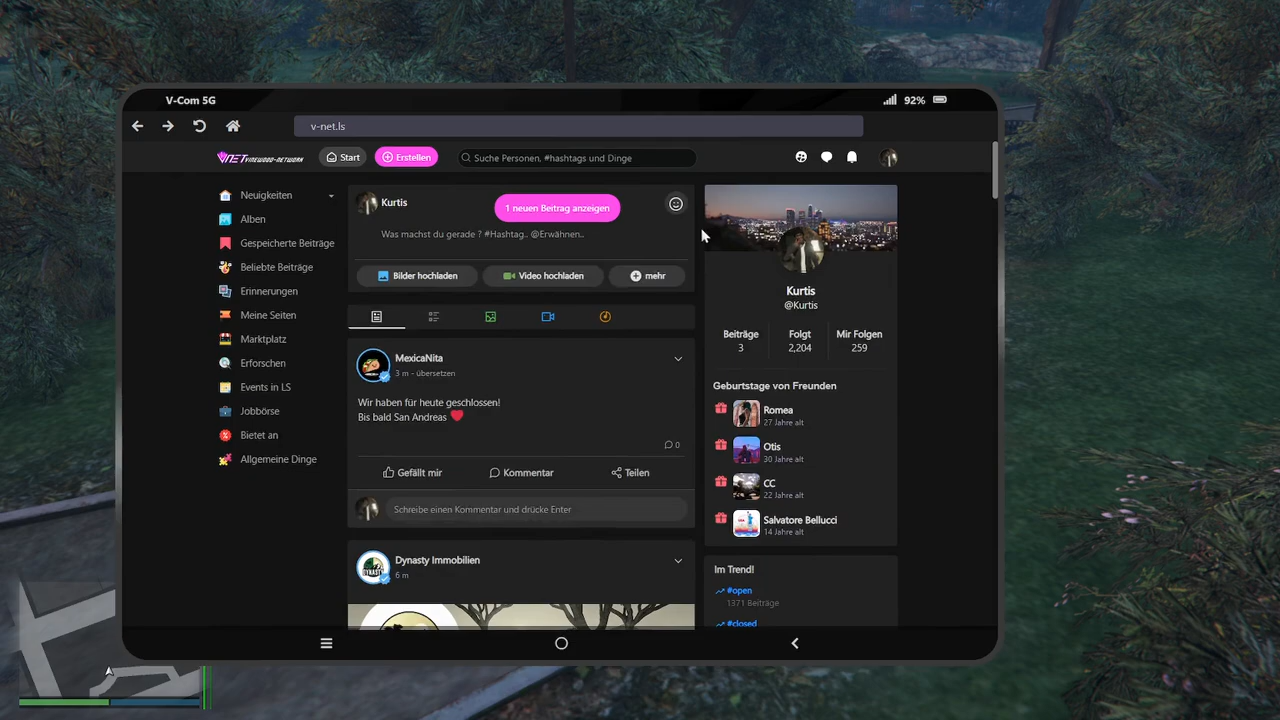 V-Com 5G
92%
v-net.ls
VNET VINEWOOD-NETWORK
Start
Erstellen
Suche Personen, #hashtags und Dinge
Neuigkeiten
Alben
Gespeicherte Beiträge
Beliebte Beiträge
Erinnerungen
Meine Seiten
Marktplatz
Erforschen
Events in LS
Jobbörse
Bietet an
Allgemeine Dinge
Kurtis
1 neuen Beitrag anzeigen
Was machst du gerade ? #Hashtag.. @Erwähnen..
Bilder hochladen
Video hochladen
mehr
MexicaNita
3 m - übersetzen
Wir haben für heute geschlossen!
Bis bald San Andreas ❤
0
Gefällt mir
Kommentar
Teilen
Schreibe einen Kommentar und drücke Enter
Dynasty Immobilien
6 m
DYNASTY
Kurtis
@Kurtis
Beiträge
3
Folgt
2,204
Mir Folgen
259
Geburtstage von Freunden
Romea
27 Jahre alt
Otis
30 Jahre alt
CC
22 Jahre alt
Salvatore Bellucci
14 Jahre alt
Im Trend!
#open
1371 Beiträge
#closed